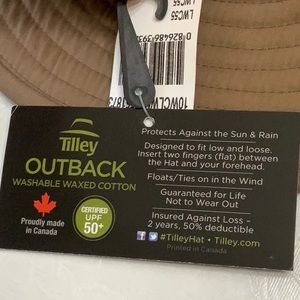 LWC55
LWC55
Tilley
OUTBACK
WASHABLE WAXED COTTON
Proudly made
in Canada
CERTIFIED
UPF
50+
Protects Against the Sun & Rain
Designed to fit low and loose.
Insert two fingers (flat) between
the Hat and your forehead.
Floats/Ties on in the Wind
Guaranteed for Life
Not to Wear Out
Insured Against Loss –
2 years, 50% deductible
#TilleyHat • Tilley.com
Printed in Canada